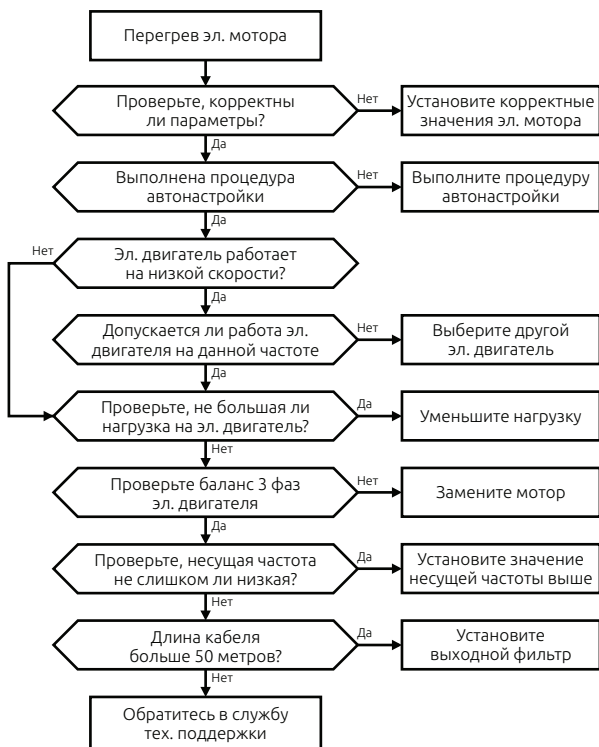 Перегрев эл. мотора
Проверьте, корректны
ли параметры?
Нет
Установите корректные
значения эл. мотора
Да
Выполнена процедура
автонастройки
Нет
Выполните процедуру
автонастройки
Да
Нет
Эл. двигатель работает
на низкой скорости?
Да
Допускается ли работа эл.
двигателя на данной частоте
Нет
Выберите другой
эл. двигатель
Да
Проверьте, не большая ли
нагрузка на эл. двигатель?
Да
Уменьшите нагрузку
Нет
Проверьте баланс 3 фаз
эл. двигателя
Нет
Замените мотор
Да
Проверьте, несущая частота
не слишком ли низкая?
Да
Установите значение
несущей частоты выше
Нет
Длина кабеля
больше 50 метров?
Да
Установите
выходной фильтр
Нет
Обратитесь в службу
тех. поддержки